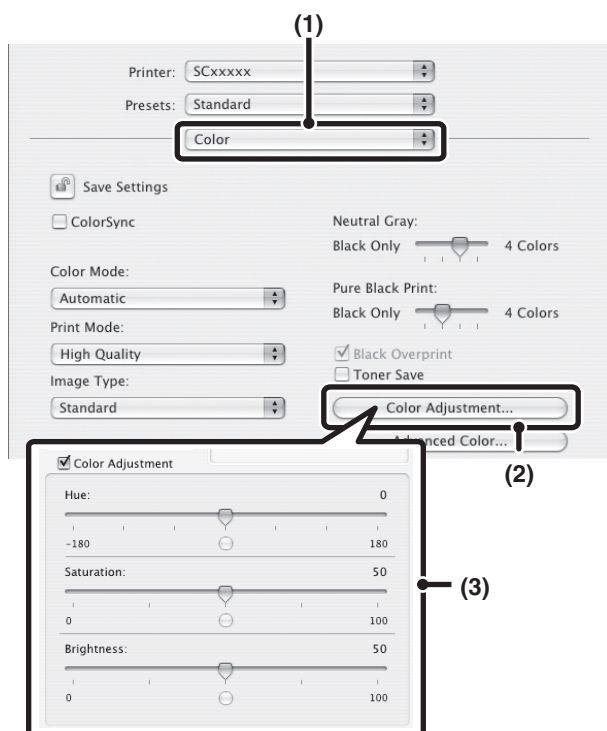 (1)
Printer: SCxxxxx
Presets: Standard
Color
Save Settings
ColorSync
Neutral Gray:
Black Only 4 Colors
Color Mode:
Automatic
Pure Black Print:
Black Only 4 Colors
Print Mode:
High Quality
Black Overprint
Toner Save
Image Type:
Standard
Color Adjustment...
Advanced Color...
(2)
Color Adjustment
Hue: 0
-180 180
Saturation: 50
0 100
(3)
Brightness: 50
0 100